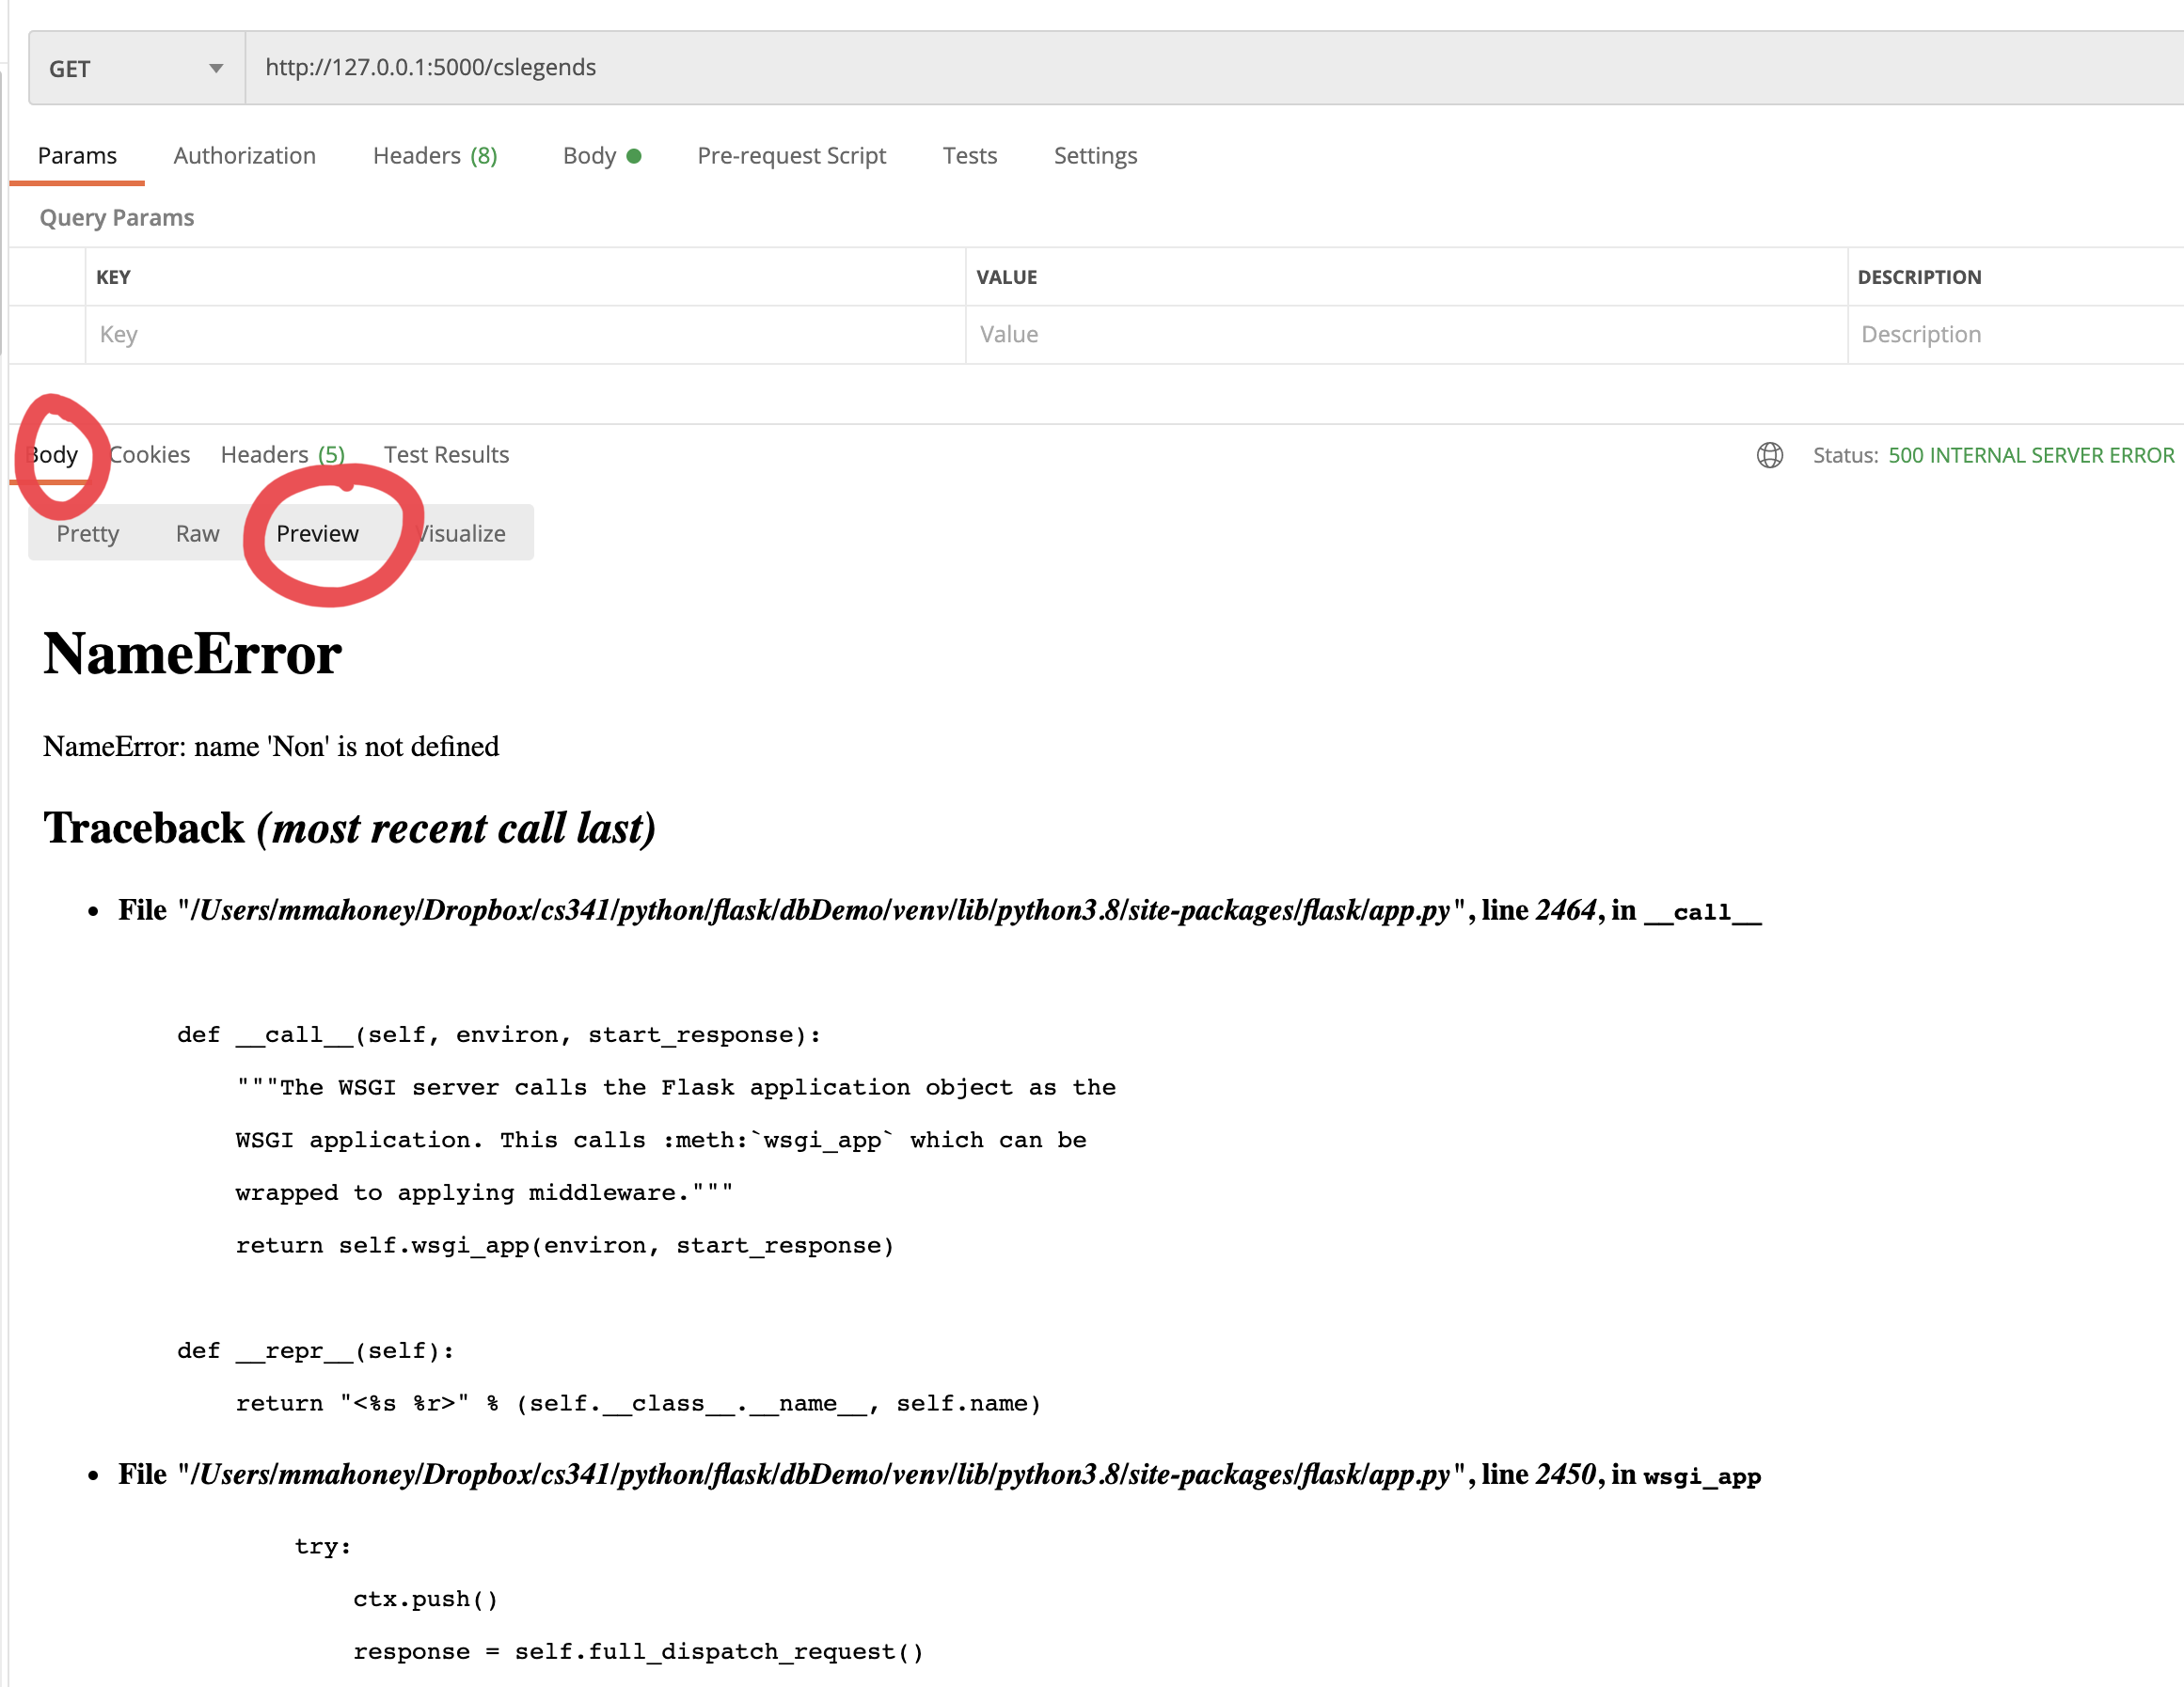 GET http://127.0.0.1:5000/cslegends
Params Authorization Headers (8) Body Pre-request Script Tests Settings
Query Params
KEY VALUE DESCRIPTION
Key Value Description
Body Cookies Headers (5) Test Results Status: 500 INTERNAL SERVER ERROR
Pretty Raw Preview Visualize
NameError
NameError: name 'Non' is not defined
Traceback (most recent call last)
• File "/Users/mmahoney/Dropbox/cs341/python/flask/dbDemo/venv/lib/python3.8/site-packages/flask/app.py", line 2464, in __call__
def __call__(self, environ, start_response):
"""The WSGI server calls the Flask application object as the
WSGI application. This calls :meth:`wsgi_app` which can be
wrapped to applying middleware."""
return self.wsgi_app(environ, start_response)
def __repr__(self):
return "<%s %r>" % (self.__class__.__name__, self.name)
• File "/Users/mmahoney/Dropbox/cs341/python/flask/dbDemo/venv/lib/python3.8/site-packages/flask/app.py", line 2450, in wsgi_app
try:
ctx.push()
response = self.full_dispatch_request()